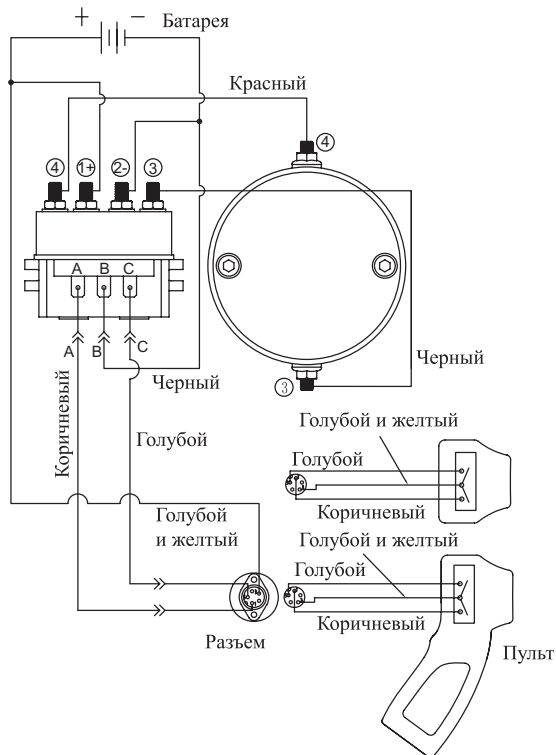 + − Батарея
Красный
④
④ ①+ ②- ③
A B C
A B C
Черный
③
Черный
Коричневый
Голубой
Голубой и желтый
Голубой
Коричневый
Голубой
и желтый
Голубой и желтый
Голубой
Коричневый
Разъем
Пульт